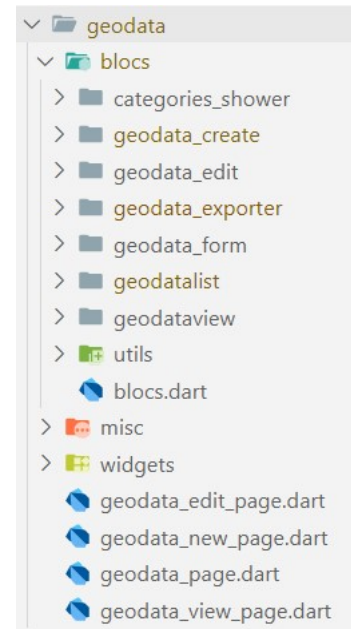 geodata
blocs
categories_shower
geodata_create
geodata_edit
geodata_exporter
geodata_form
geodatalist
geodataview
utils
blocs.dart
misc
widgets
geodata_edit_page.dart
geodata_new_page.dart
geodata_page.dart
geodata_view_page.dart